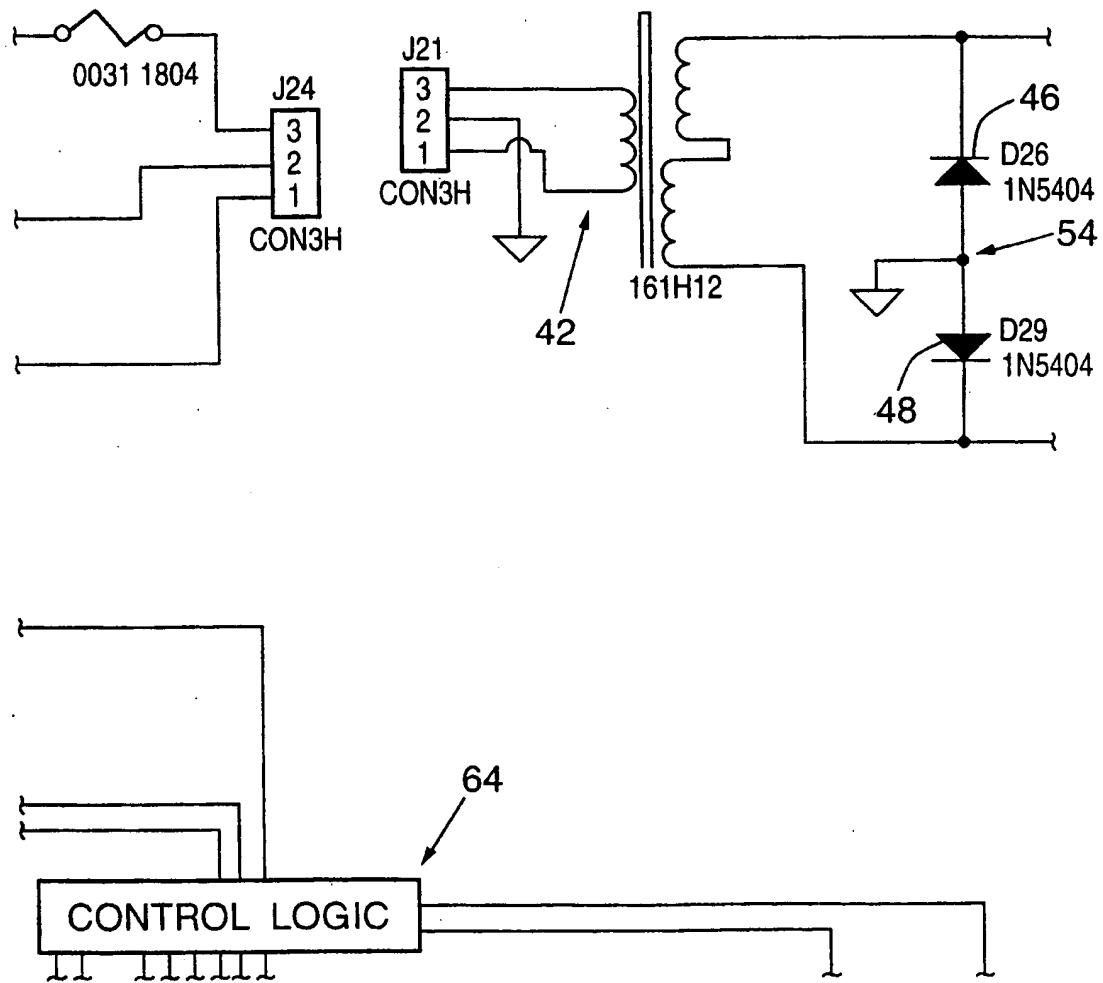 0031 1804
J24
3
2
1
CON3H
J21
3
2
1
CON3H
42
161H12
46
D26
1N5404
54
D29
1N5404
48
64
CONTROL LOGIC